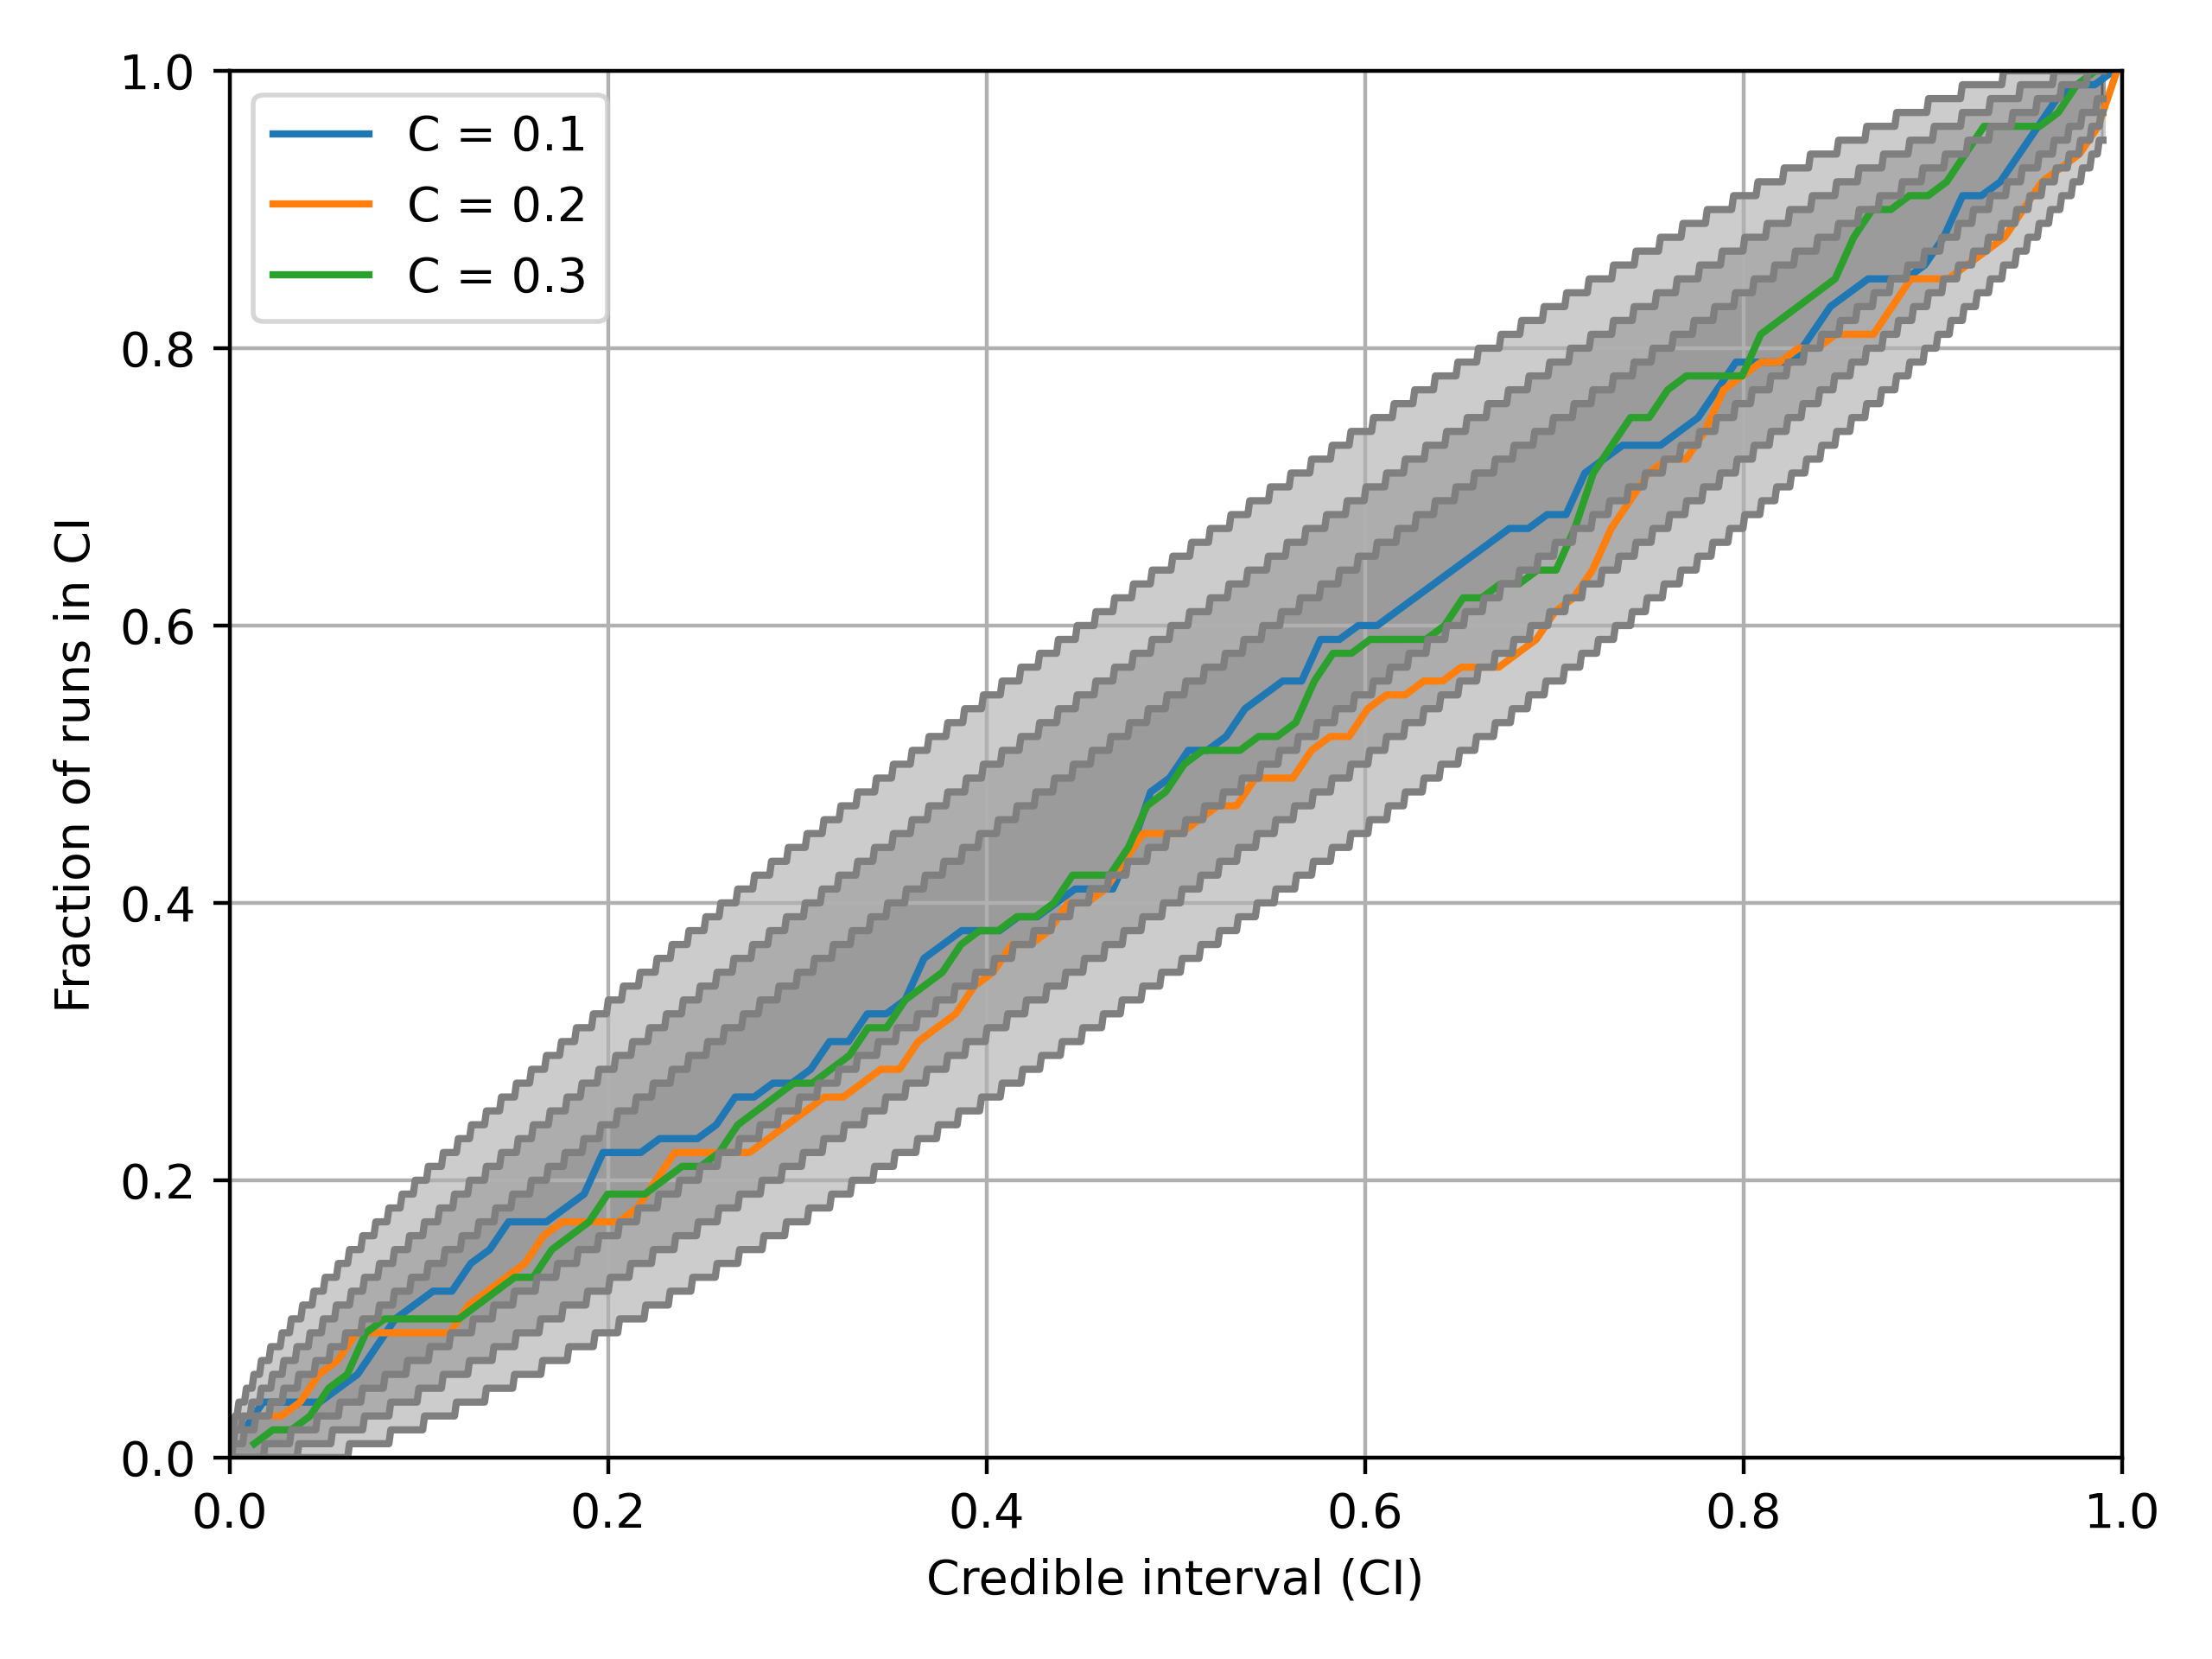 1.0
0.8
0.6
0.4
0.2
0.0
Fraction of runs in CI
C = 0.1
C = 0.2
C = 0.3
0.0 0.2 0.4 0.6 0.8 1.0
Credible interval (CI)